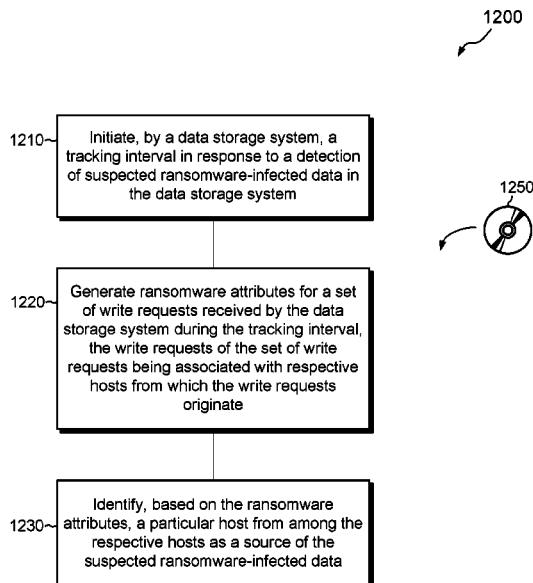 1200
1210
Initiate, by a data storage system, a
tracking interval in response to a detection
of suspected ransomware-infected data in
the data storage system
1250
1220
Generate ransomware attributes for a set
of write requests received by the data
storage system during the tracking interval,
the write requests of the set of write
requests being associated with respective
hosts from which the write requests
originate
1230
Identify, based on the ransomware
attributes, a particular host from among the
respective hosts as a source of the
suspected ransomware-infected data